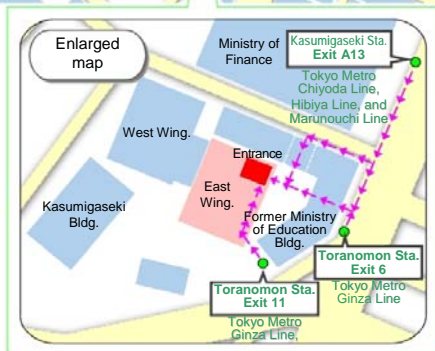 Enlarged
map
Ministry of
Finance
Kasumigaseki Sta.
Exit A13
Tokyo Metro
Chiyoda Line,
Hibiya Line, and
Marunouchi Line
West Wing.
Entrance
East
Wing.
Kasumigaseki
Bldg.
Former Ministry
of Education
Bldg.
Toranomon Sta.
Exit 6
Tokyo Metro
Ginza Line
Toranomon Sta.
Exit 11
Tokyo Metro
Ginza Line,